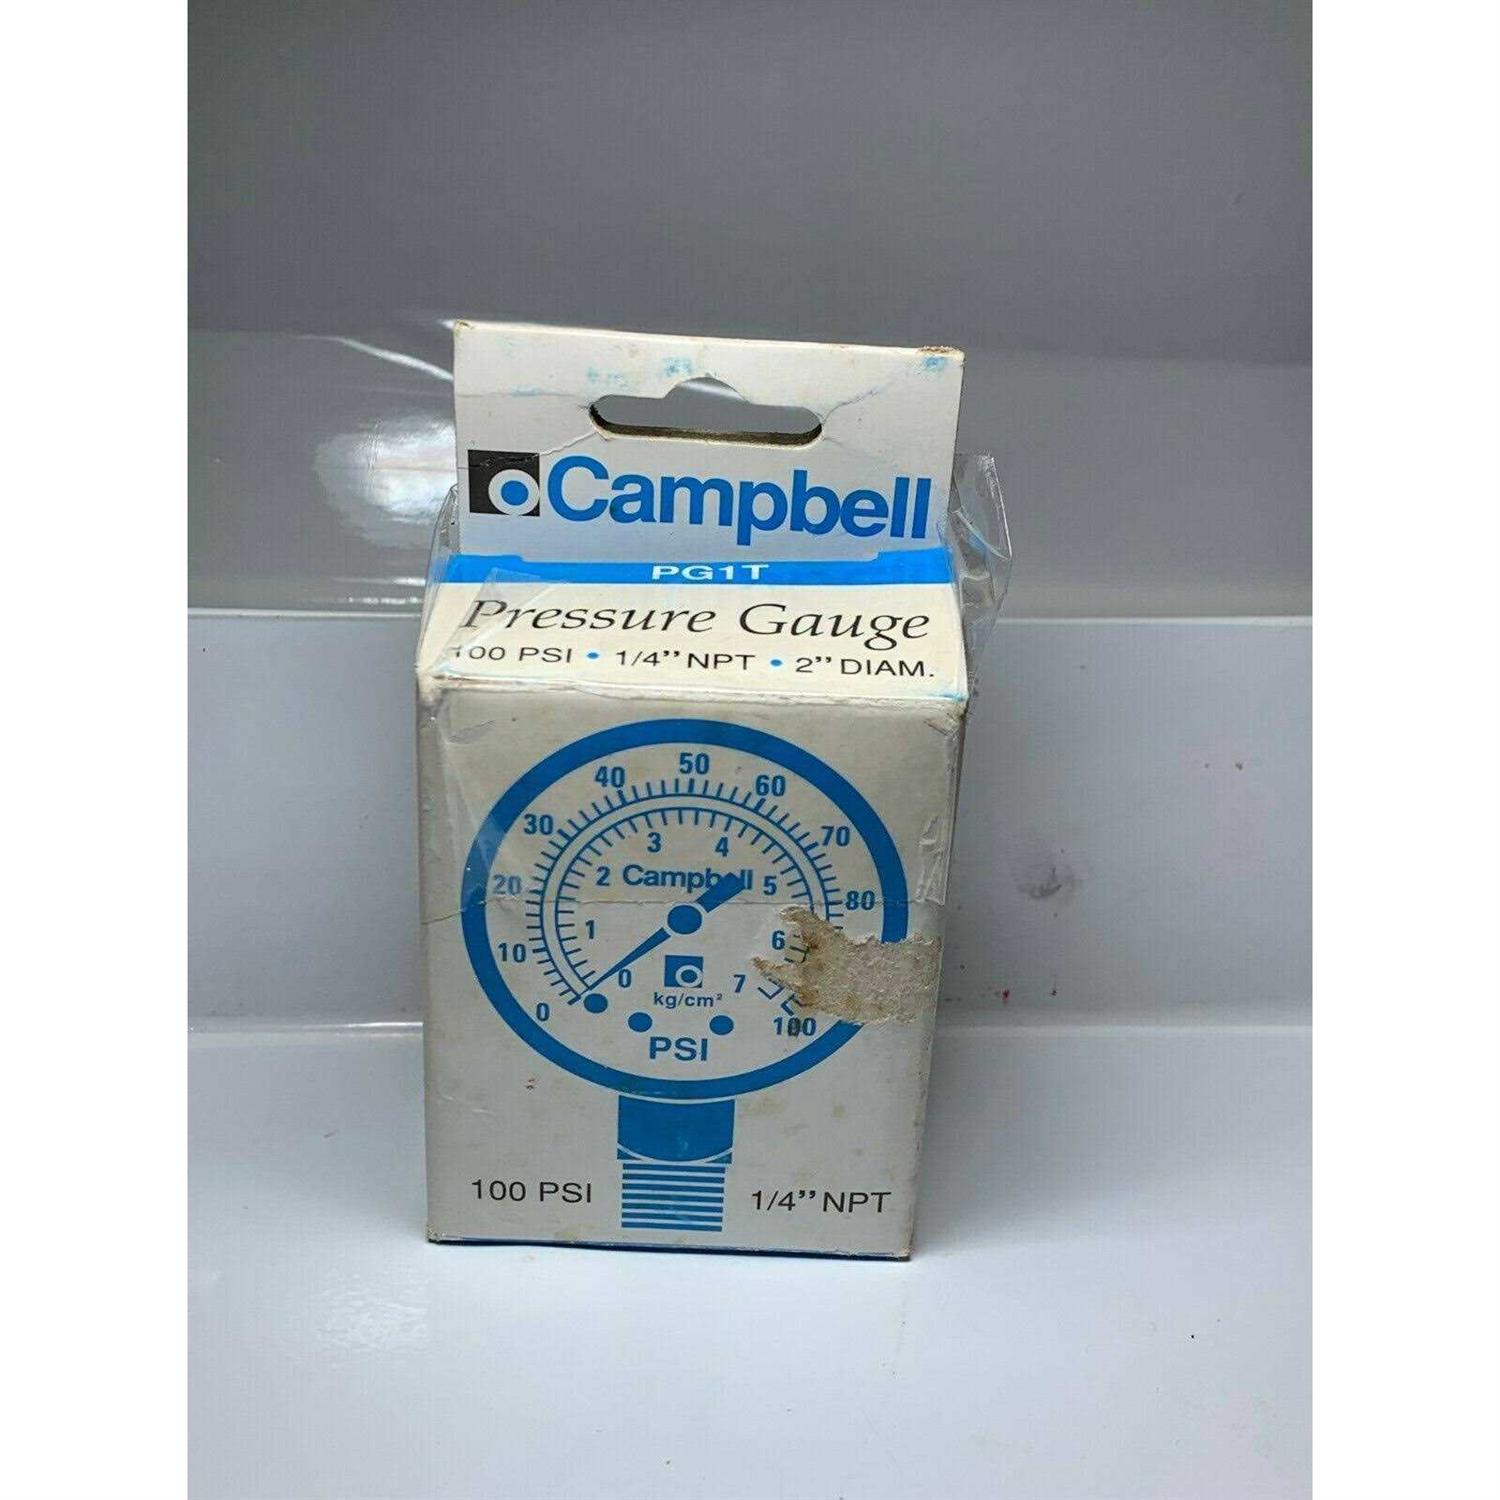 Campbell
PG1T
Pressure Gauge
100 PSI • 1/4” NPT • 2” DIAM.
50
40 60
30 70
3 4
20 2 Campbell 5 80
1 6
10
0 7
kg/cm²
0 100
PSI
100 PSI 1/4” NPT